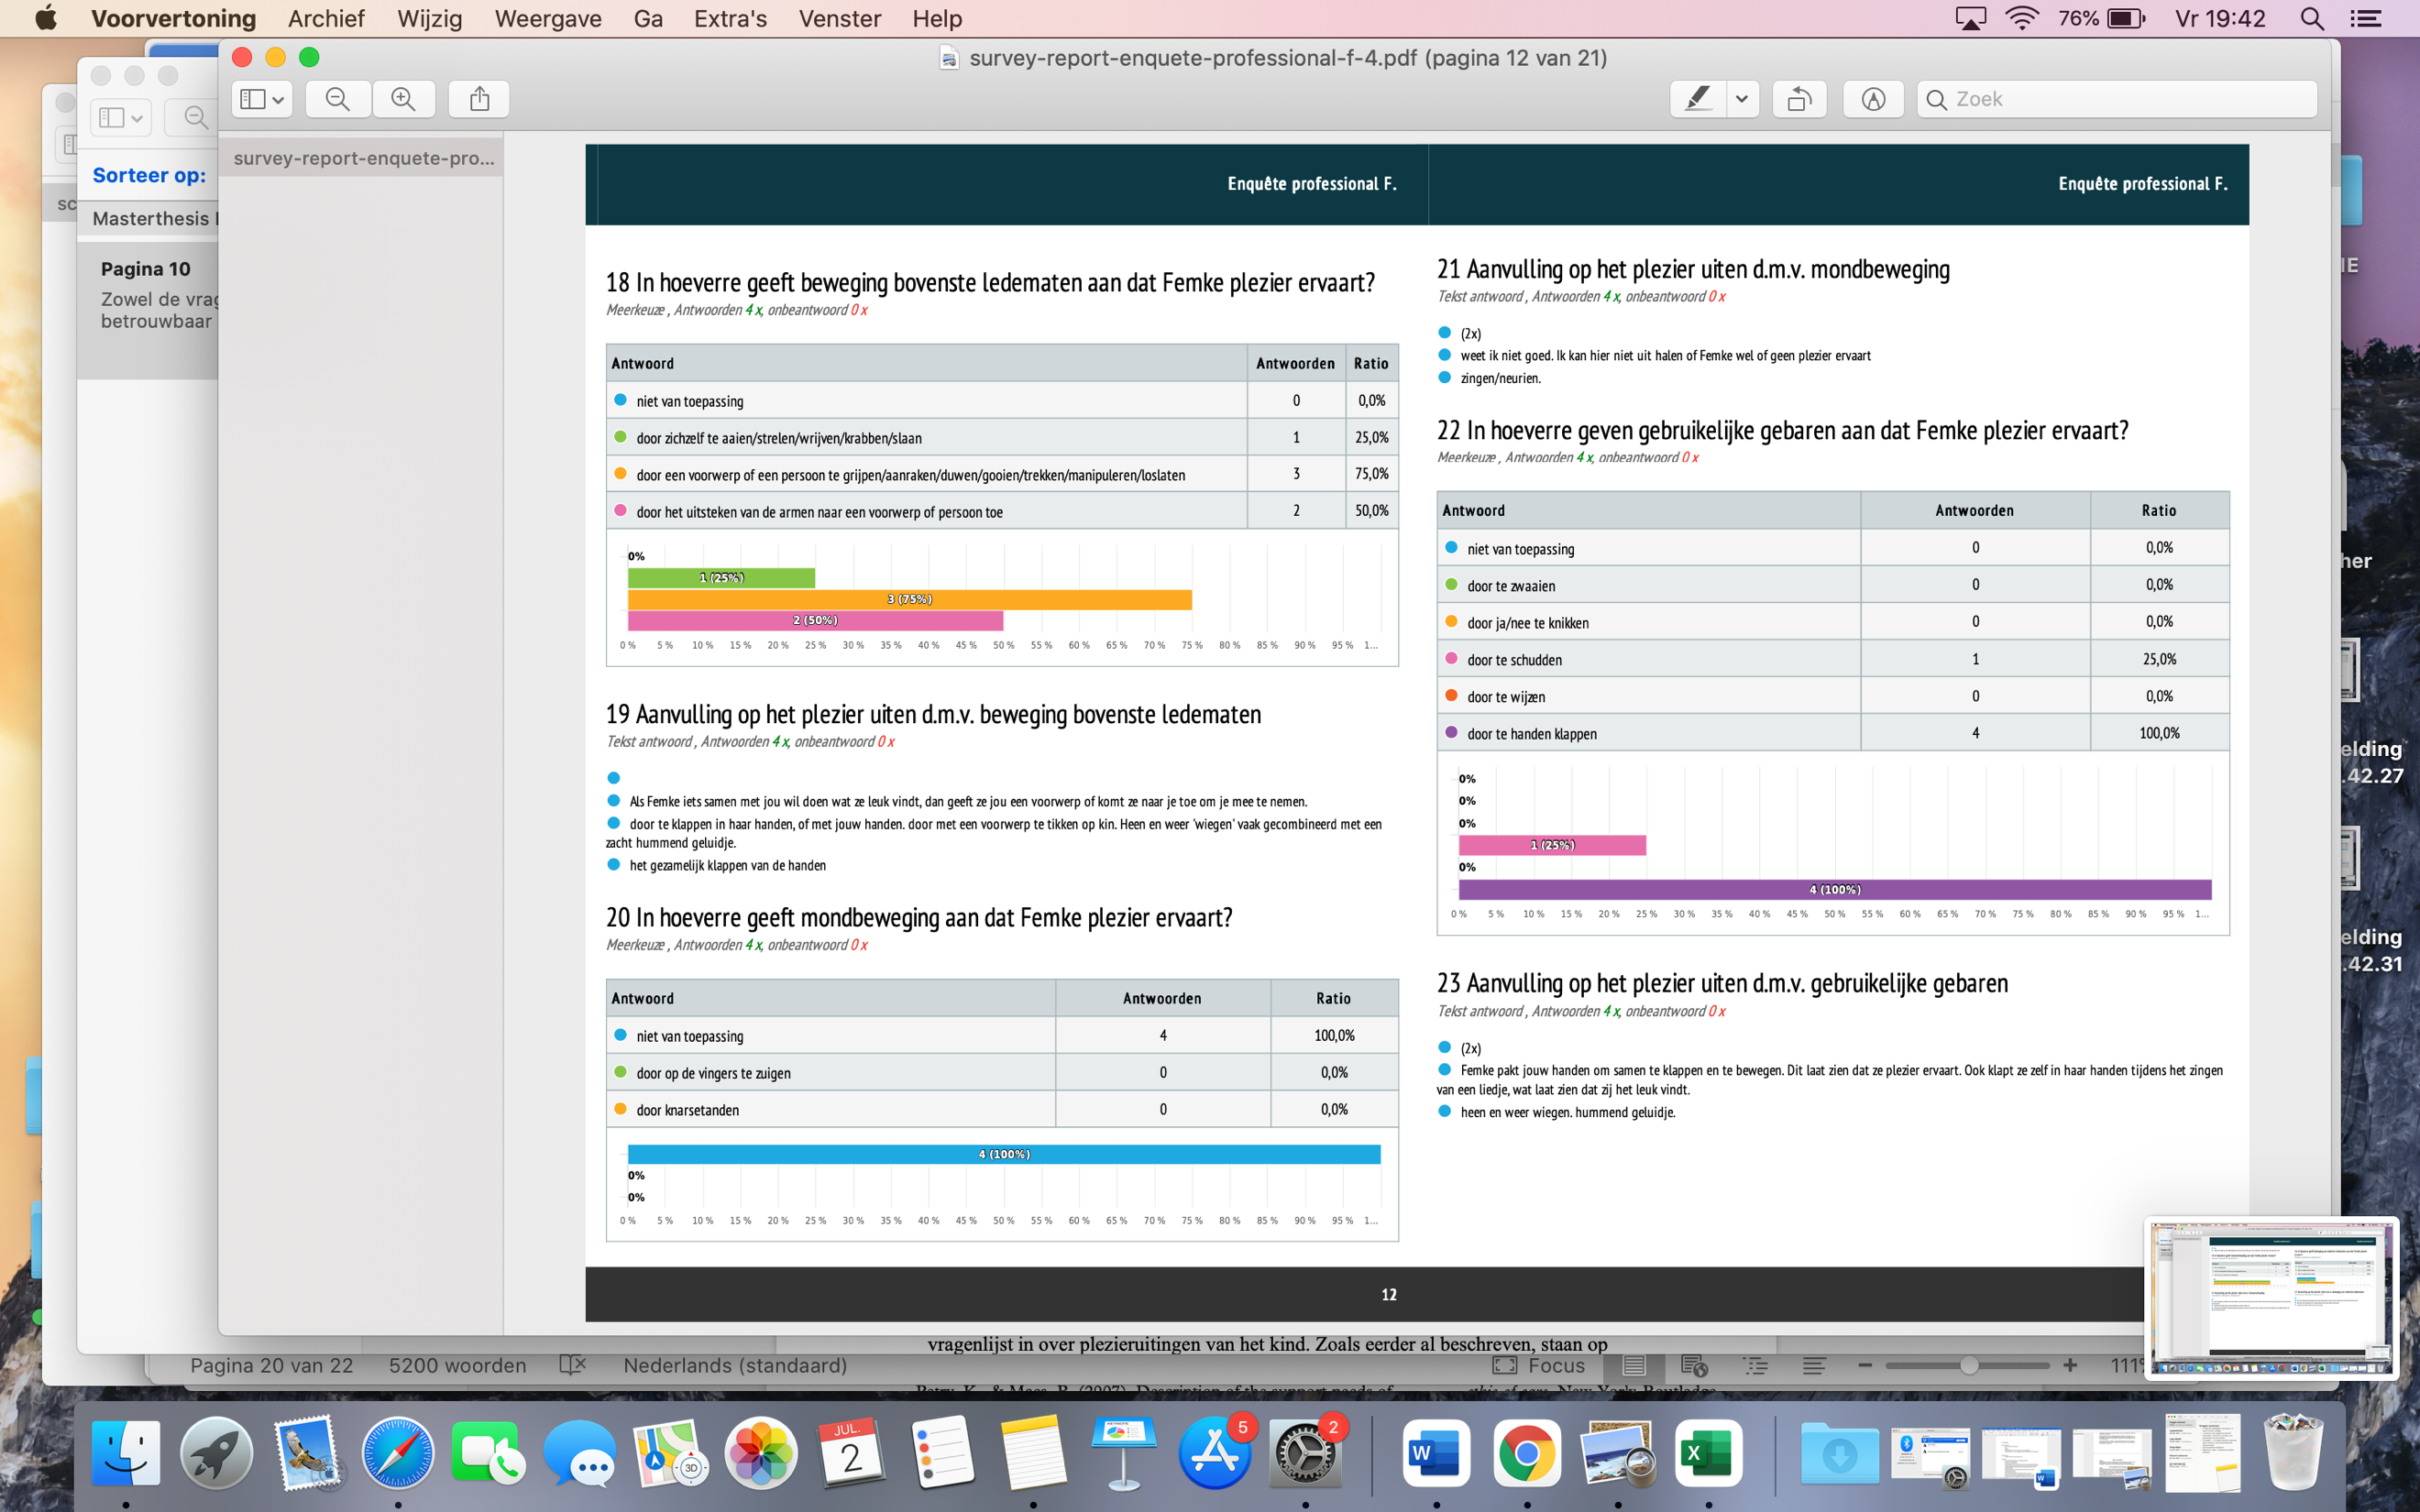 Voorvertoning Archief Wijzig Weergave Ga Extra's Venster Help 76% Vr 19:42
survey-report-enquete-professional-f-4.pdf (pagina 12 van 21)
Zoek
Sorteer op:
Masterthesis
Pagina 10
Zowel de
betrouwbaar
survey-report-enquete-pro...
Enquête professional F.
18 In hoeverre geeft beweging bovenste ledematen aan dat Femke plezier ervaart?
Meerkeuze , Antwoorden 4 x, onbeantwoord 0 x
Antwoord Antwoorden Ratio
niet van toepassing 0 0,0%
door zichzelf te aaien/strelen/wrijven/krabben/slaan 1 25,0%
door een voorwerp of een persoon te grijpen/aanraken/duwen/gooien/trekken/manipuleren/loslaten 3 75,0%
door het uitsteken van de armen naar een voorwerp of persoon toe 2 50,0%
0%
1 (25%)
3 (75%)
2 (50%)
0 % 5 % 10 % 15 % 20 % 25 % 30 % 35 % 40 % 45 % 50 % 55 % 60 % 65 % 70 % 75 % 80 % 85 % 90 % 95 % 1...
19 Aanvulling op het plezier uiten d.m.v. beweging bovenste ledematen
Tekst antwoord , Antwoorden 4 x, onbeantwoord 0 x
Als Femke iets samen met jou wil doen wat ze leuk vindt, dan geeft ze jou een voorwerp of komt ze naar je toe om je mee te nemen.
door te klappen in haar handen, of met jouw handen. door met een voorwerp te tikken op kin. Heen en weer 'wiegen' vaak gecombineerd met een
zacht hummend geluidje.
het gezamelijk klappen van de handen
20 In hoeverre geeft mondbeweging aan dat Femke plezier ervaart?
Meerkeuze , Antwoorden 4 x, onbeantwoord 0 x
Antwoord Antwoorden Ratio
niet van toepassing 4 100,0%
door op de vingers te zuigen 0 0,0%
door knarsetanden 0 0,0%
4 (100%)
0%
0%
0 % 5 % 10 % 15 % 20 % 25 % 30 % 35 % 40 % 45 % 50 % 55 % 60 % 65 % 70 % 75 % 80 % 85 % 90 % 95 % 1...
12
Enquête professional F.
21 Aanvulling op het plezier uiten d.m.v. mondbeweging
Tekst antwoord , Antwoorden 4 x, onbeantwoord 0 x
(2x)
weet ik niet goed. Ik kan hier niet uit halen of Femke wel of geen plezier ervaart
zingen/neurien.
22 In hoeverre geven gebruikelijke gebaren aan dat Femke plezier ervaart?
Meerkeuze , Antwoorden 4 x, onbeantwoord 0 x
Antwoord Antwoorden Ratio
niet van toepassing 0 0,0%
door te zwaaien 0 0,0%
door ja/nee te knikken 0 0,0%
door te schudden 1 25,0%
door te wijzen 0 0,0%
door te handen klappen 4 100,0%
0%
0%
0%
1 (25%)
0%
4 (100%)
0 % 5 % 10 % 15 % 20 % 25 % 30 % 35 % 40 % 45 % 50 % 55 % 60 % 65 % 70 % 75 % 80 % 85 % 90 % 95 % 1...
23 Aanvulling op het plezier uiten d.m.v. gebruikelijke gebaren
Tekst antwoord , Antwoorden 4 x, onbeantwoord 0 x
(2x)
Femke pakt jouw handen om samen te klappen en te bewegen. Dit laat zien dat ze plezier ervaart. Ook klapt ze zelf in haar handen tijdens het zingen
van een liedje, wat laat zien dat zij het leuk vindt.
heen en weer wiegen. hummend geluidje.
elding
.42.27
elding
.42.31
vragenlijst in over plezieruitingen van het kind. Zoals eerder al beschreven, staan op
Pagina 20 van 22 5200 woorden Nederlands (standaard) Focus 111%
JUL.
2
3D
5
2